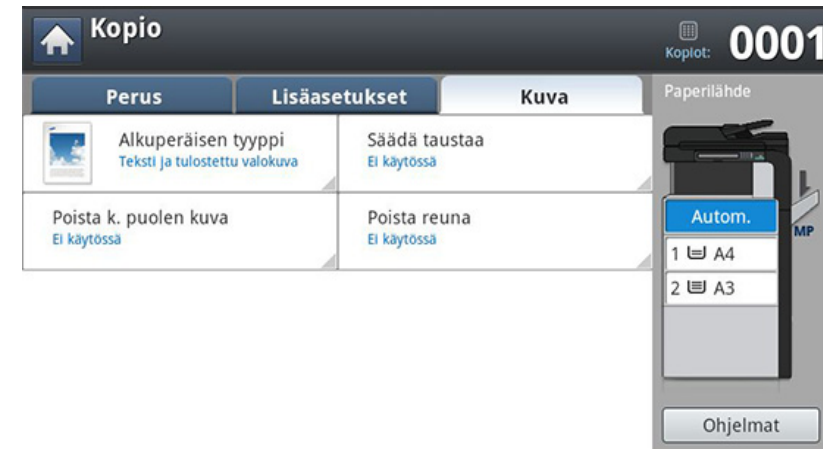 Kopio
Kopiot: 0001
Perus
Lisäasetukset
Kuva
Paperilähde
Alkuperäisen tyyppi
Teksti ja tulostettu valokuva
Säädä taustaa
Ei käytössä
Poista k. puolen kuva
Ei käytössä
Poista reuna
Ei käytössä
Autom.
MP
1 A4
2 A3
Ohjelmat